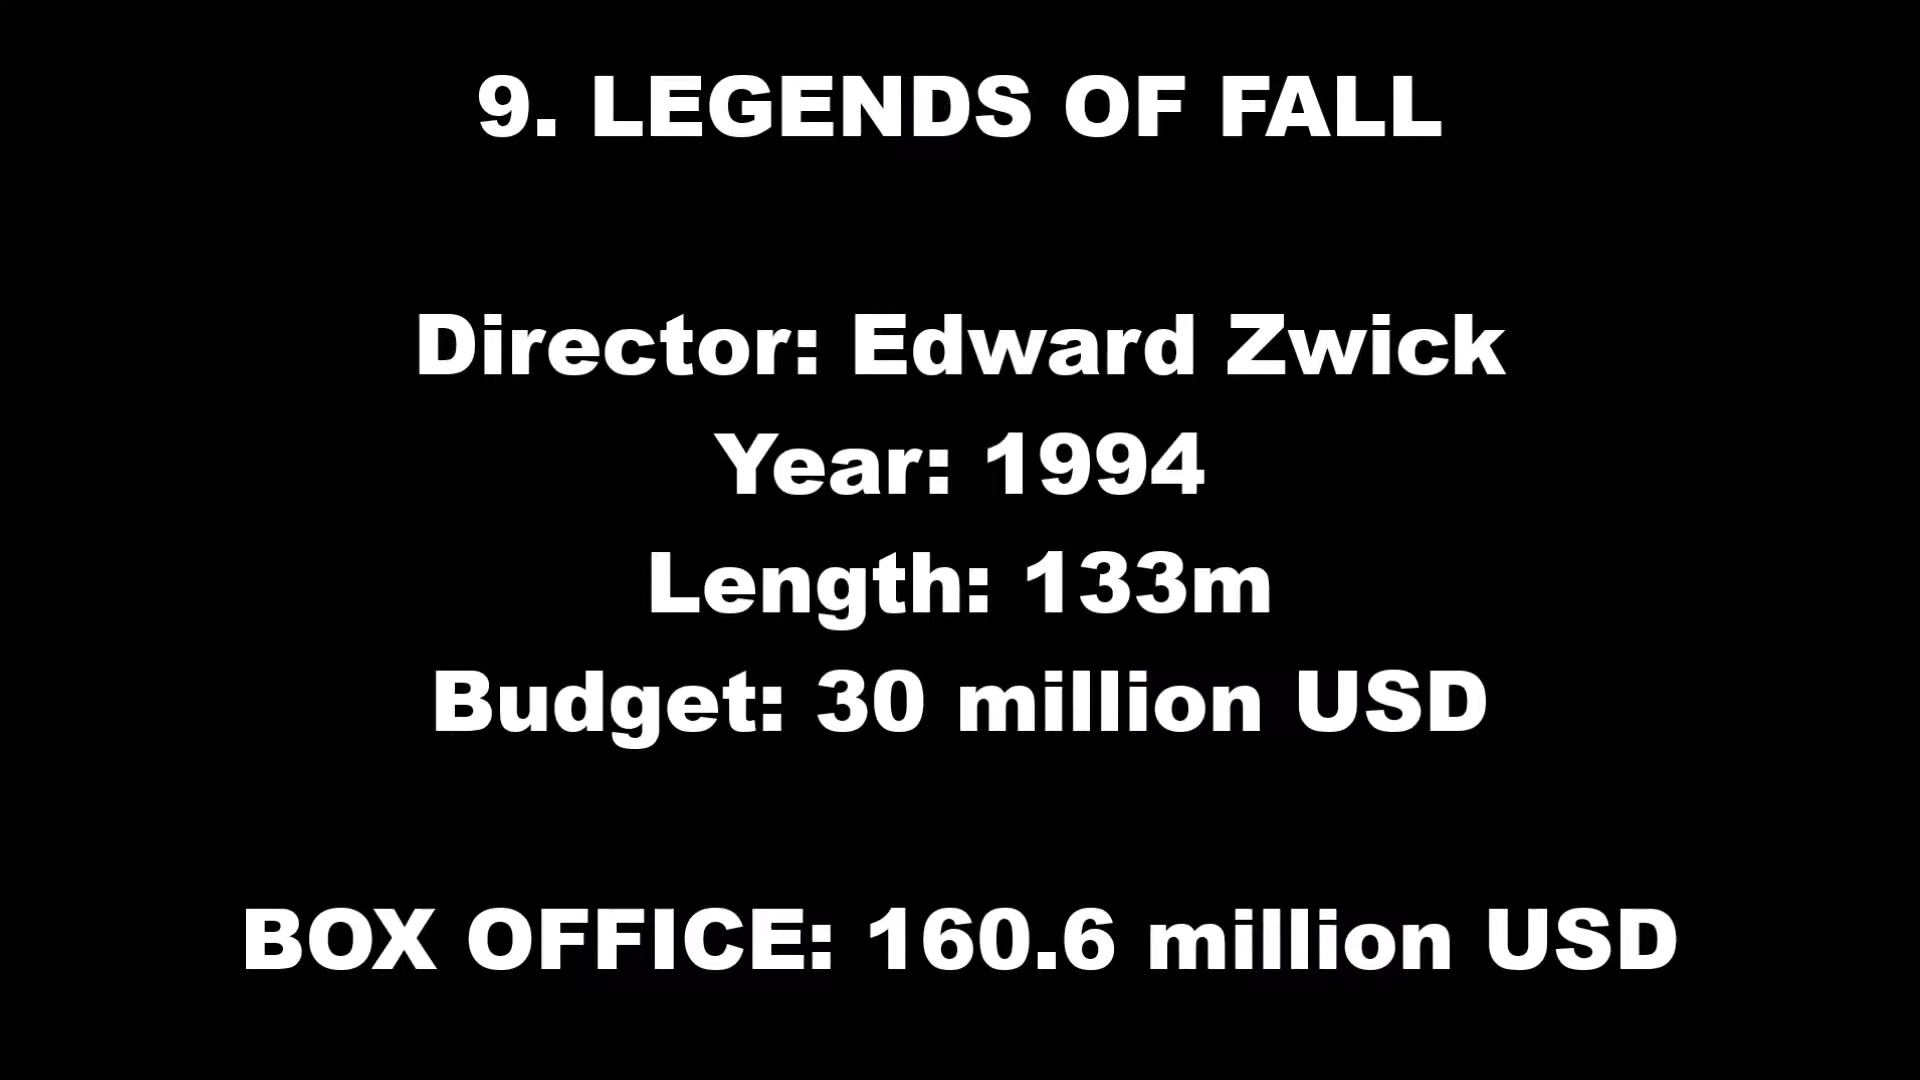 9. LEGENDS OF FALL
Director: Edward Zwick
Year: 1994
Length: 133m
Budget: 30 million USD
BOX OFFICE: 160.6 million USD